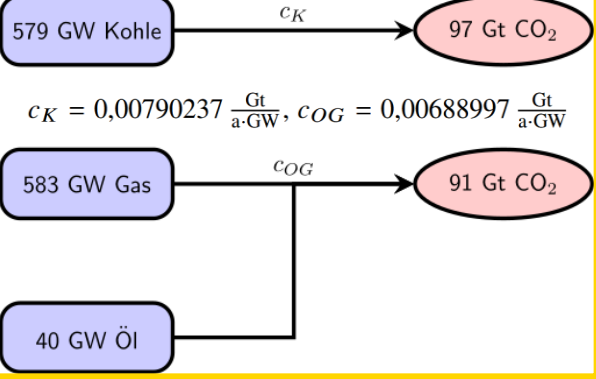 c_K
579 GW Kohle
97 Gt CO₂
c_K = 0,00790237 Gt/a·GW, c_OG = 0,00688997 Gt/a·GW
c_OG
583 GW Gas
91 Gt CO₂
40 GW Öl